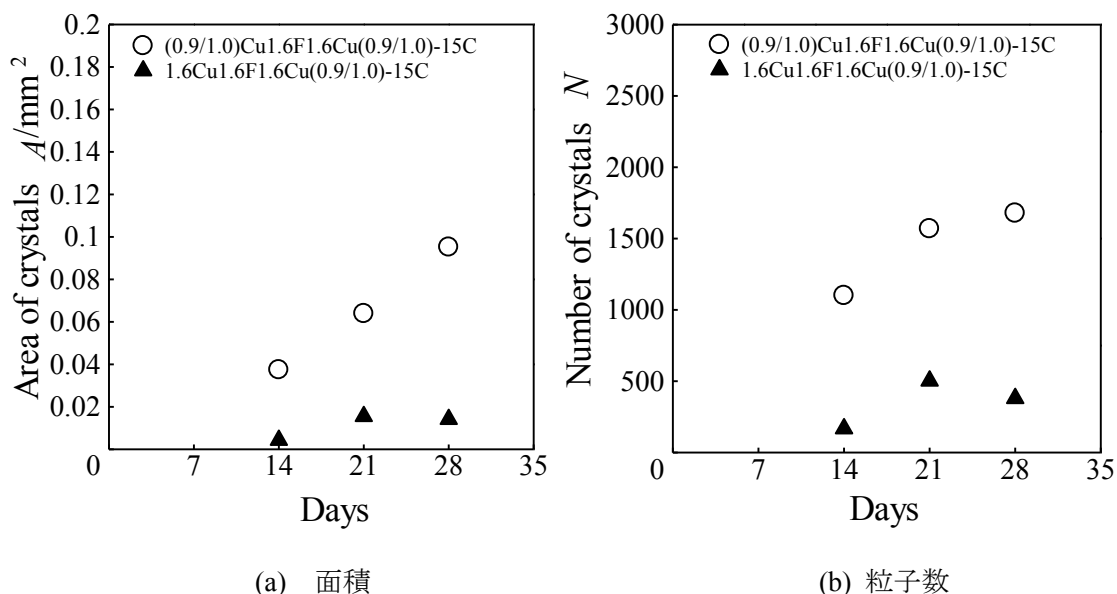 0.2
0.18
0.16
0.14
0.12
0.1
0.08
0.06
0.04
0.02
0
Area of crystals A/mm²
(0.9/1.0)Cu1.6F1.6Cu(0.9/1.0)-15C
1.6Cu1.6F1.6Cu(0.9/1.0)-15C
7 14 21 28 35
Days
(a) 面積
3000
2500
2000
1500
1000
500
0
Number of crystals N
(0.9/1.0)Cu1.6F1.6Cu(0.9/1.0)-15C
1.6Cu1.6F1.6Cu(0.9/1.0)-15C
7 14 21 28 35
Days
(b) 粒子数